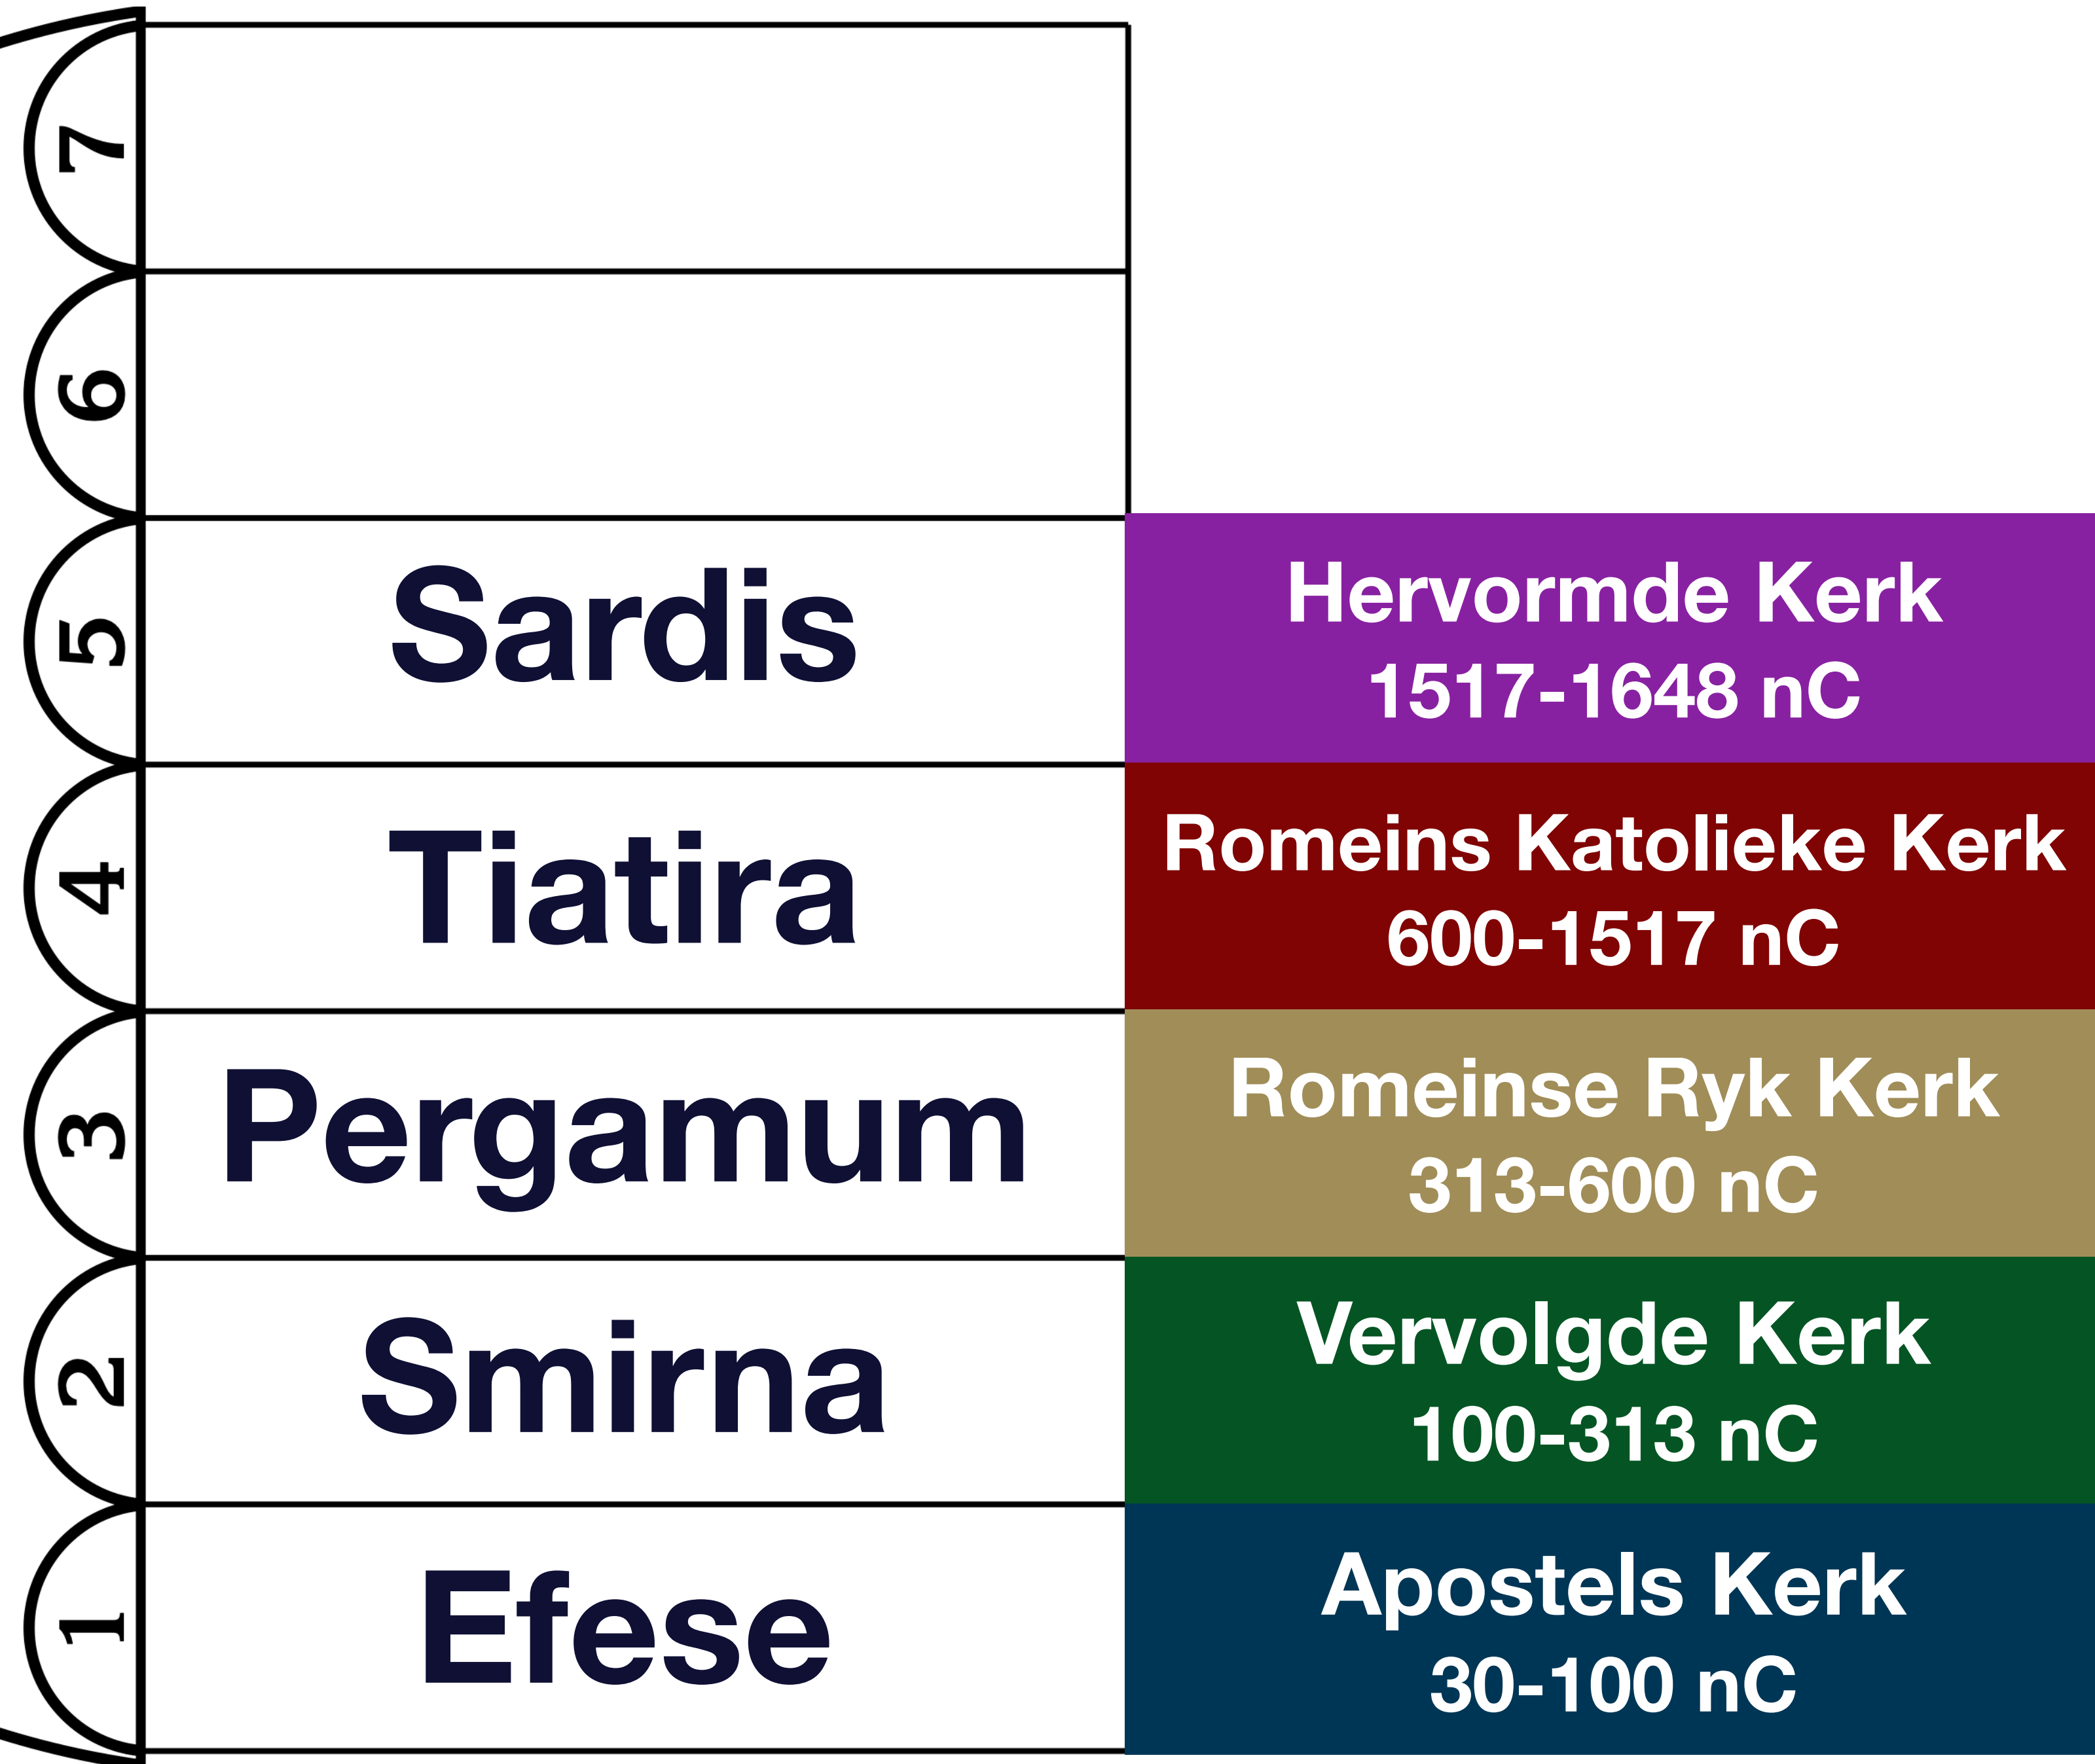 7
6
5
Sardis
Hervormde Kerk
1517-1648 nC
4
Tiatira
Romeins Katolieke Kerk
600-1517 nC
3
Pergamum
Romeinse Ryk Kerk
313-600 nC
2
Smirna
Vervolgde Kerk
100-313 nC
1
Efese
Apostels Kerk
30-100 nC